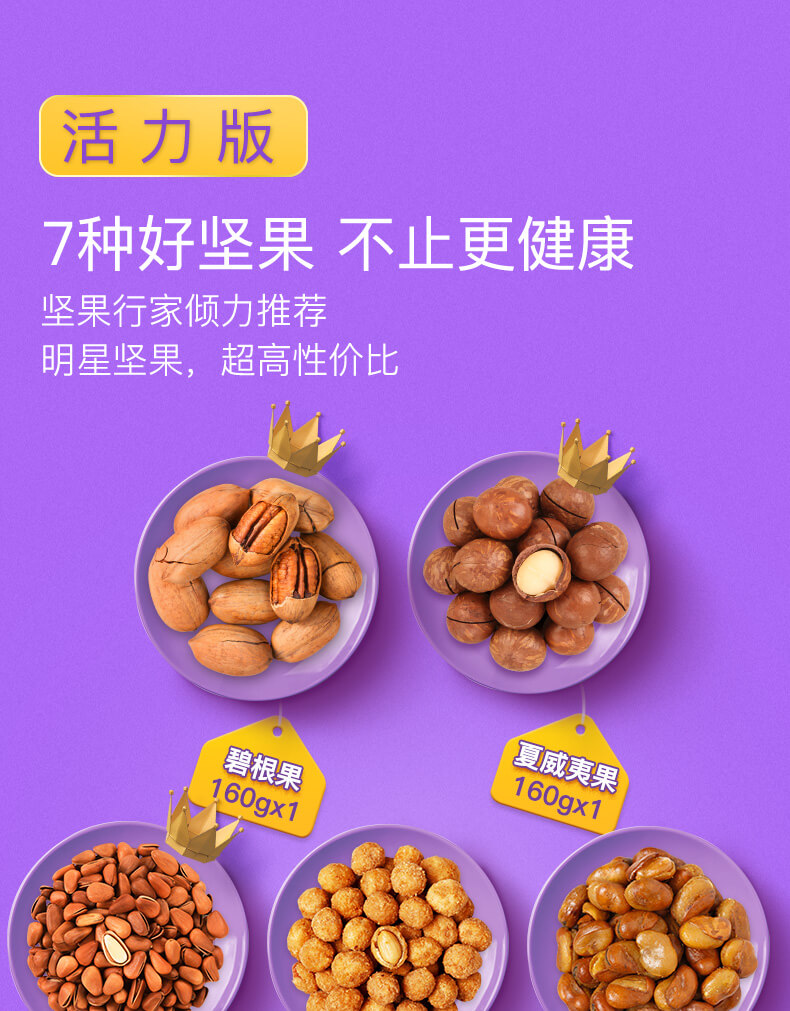 活力版
7种好坚果 不止更健康
坚果行家倾力推荐
明星坚果，超高性价比
碧根果
160gx1
夏威夷果
160gx1